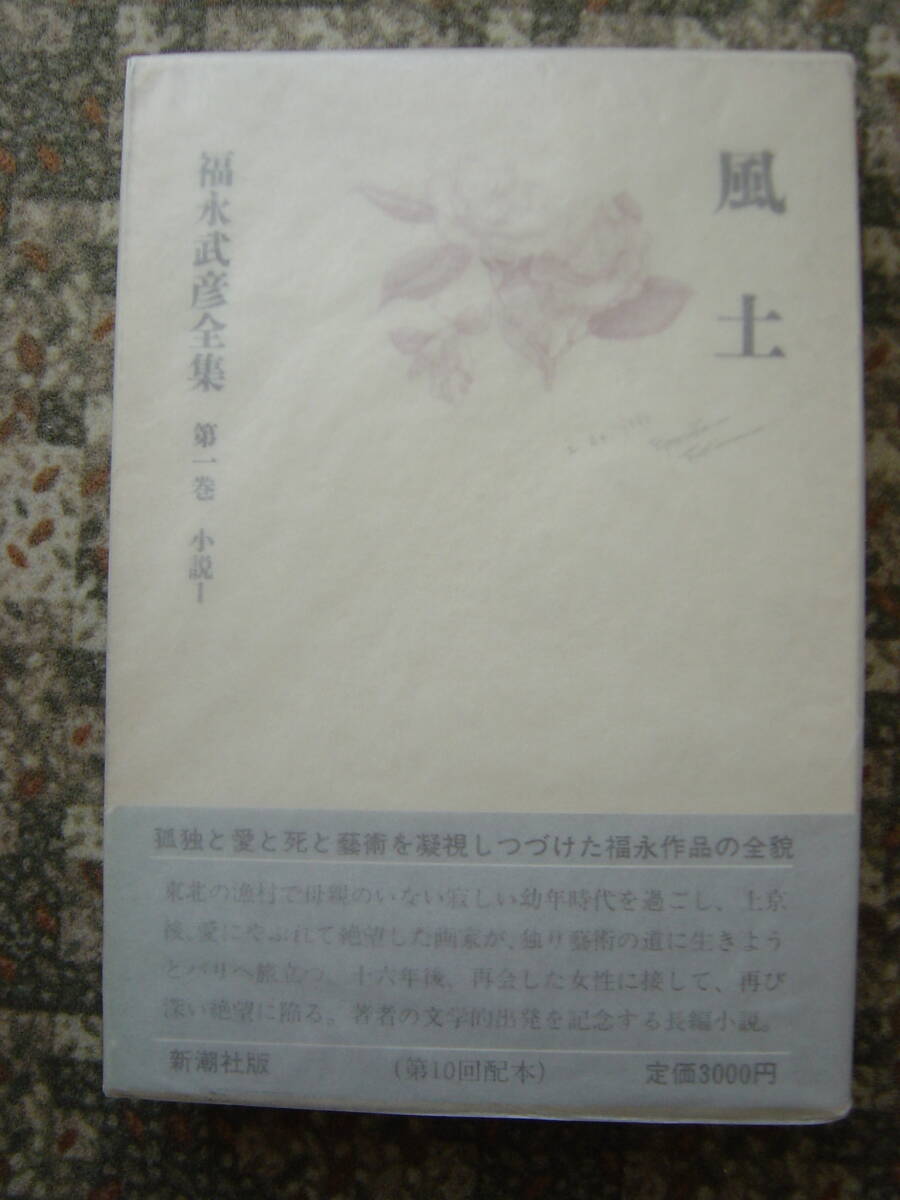 風土
福永武彦全集 第一巻 小説1
孤独と愛と死と藝術を凝視しつづけた福永作品の全貌
東北の漁村で母親のいない寂しい幼年時代を過ごし、上京
後、愛にやぶれて絶望した画家が、独り藝術の道に生きよう
とパリへ旅立つ。十六年後、再会した女性に接して、再び
深い絶望に陥る。著者の文学的出発を記念する長編小説。
新潮社版 (第10回配本) 定価3000円